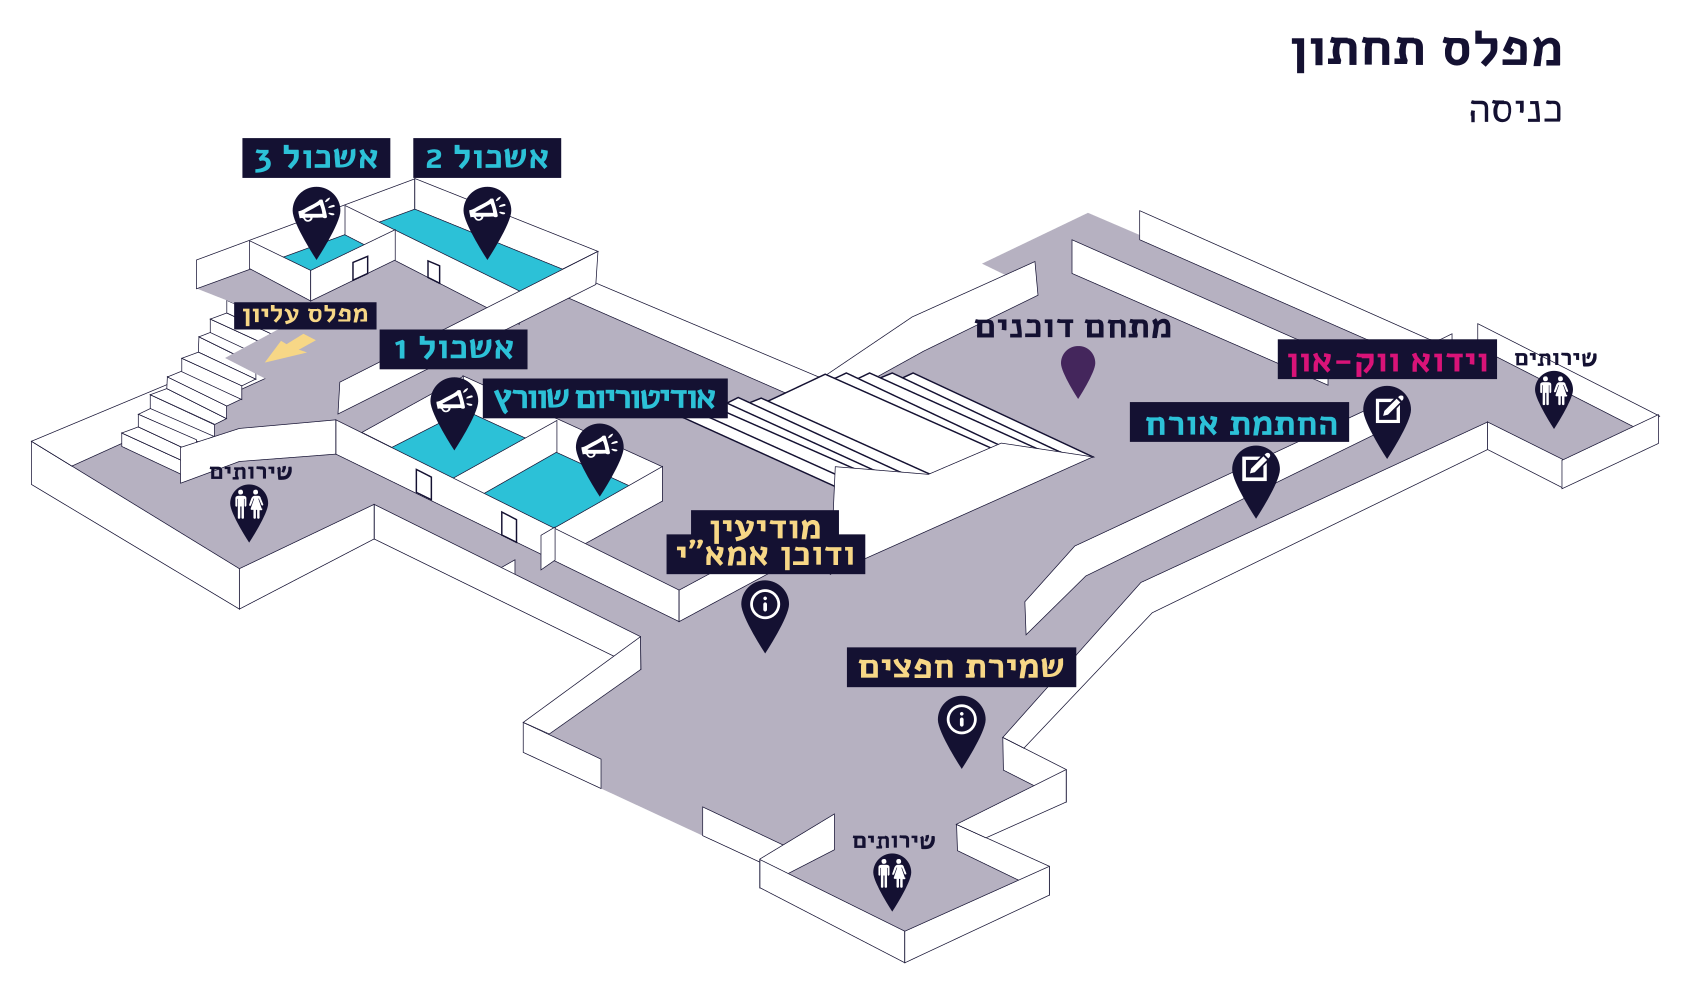 מפלס תחתון
כניסה
אשכול 2
אשכול 3
מפלס עליון
אשכול 1
אודיטוריום שוורץ
מתחם דוכנים
וידוא ווק-און
שירותים
החתמת אורח
שירותים
מודיעין
ודוכן אמא"י
שמירת חפצים
שירותים